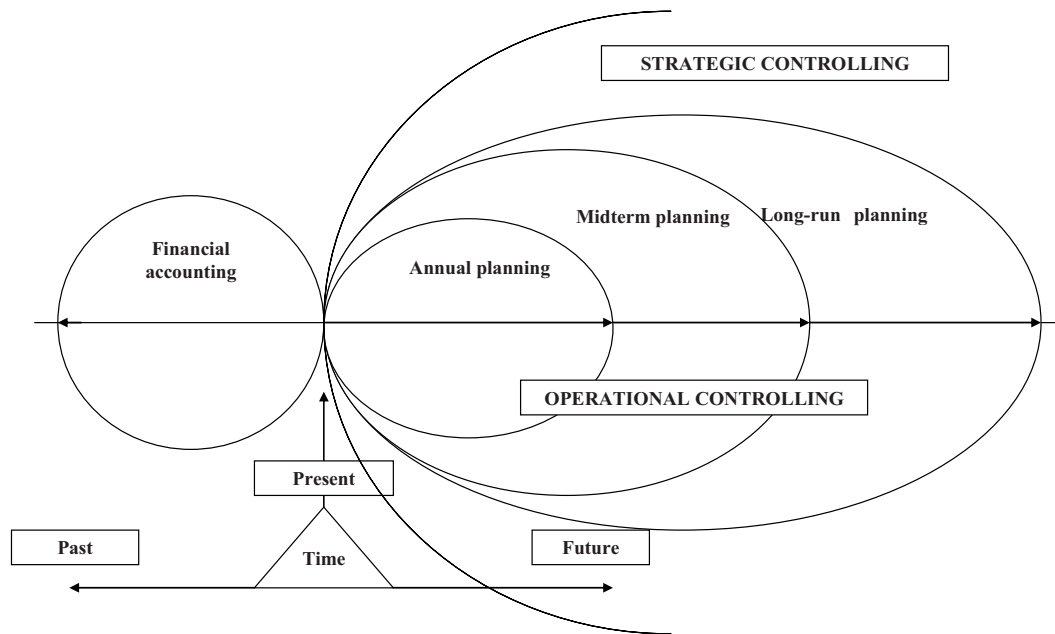 STRATEGIC CONTROLLING
Midterm planning
Long-run planning
Financial
accounting
Annual planning
OPERATIONAL CONTROLLING
Present
Past
Time
Future